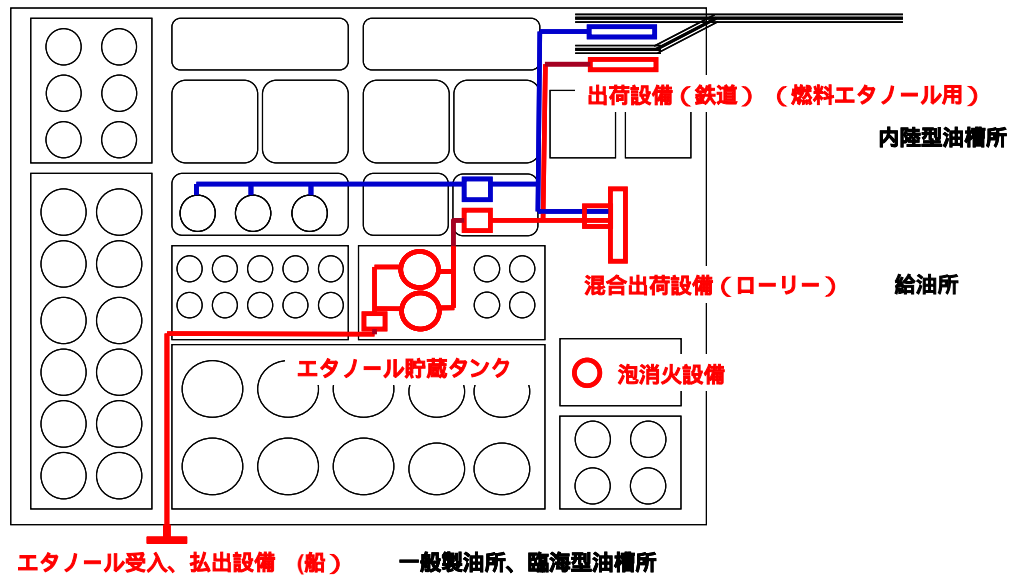 出荷設備（鉄道）（燃料エタノール用）
内陸型油槽所
混合出荷設備（ローリー） 給油所
エタノール貯蔵タンク
泡消火設備
エタノール受入、払出設備 (船） 一般製油所、臨海型油槽所